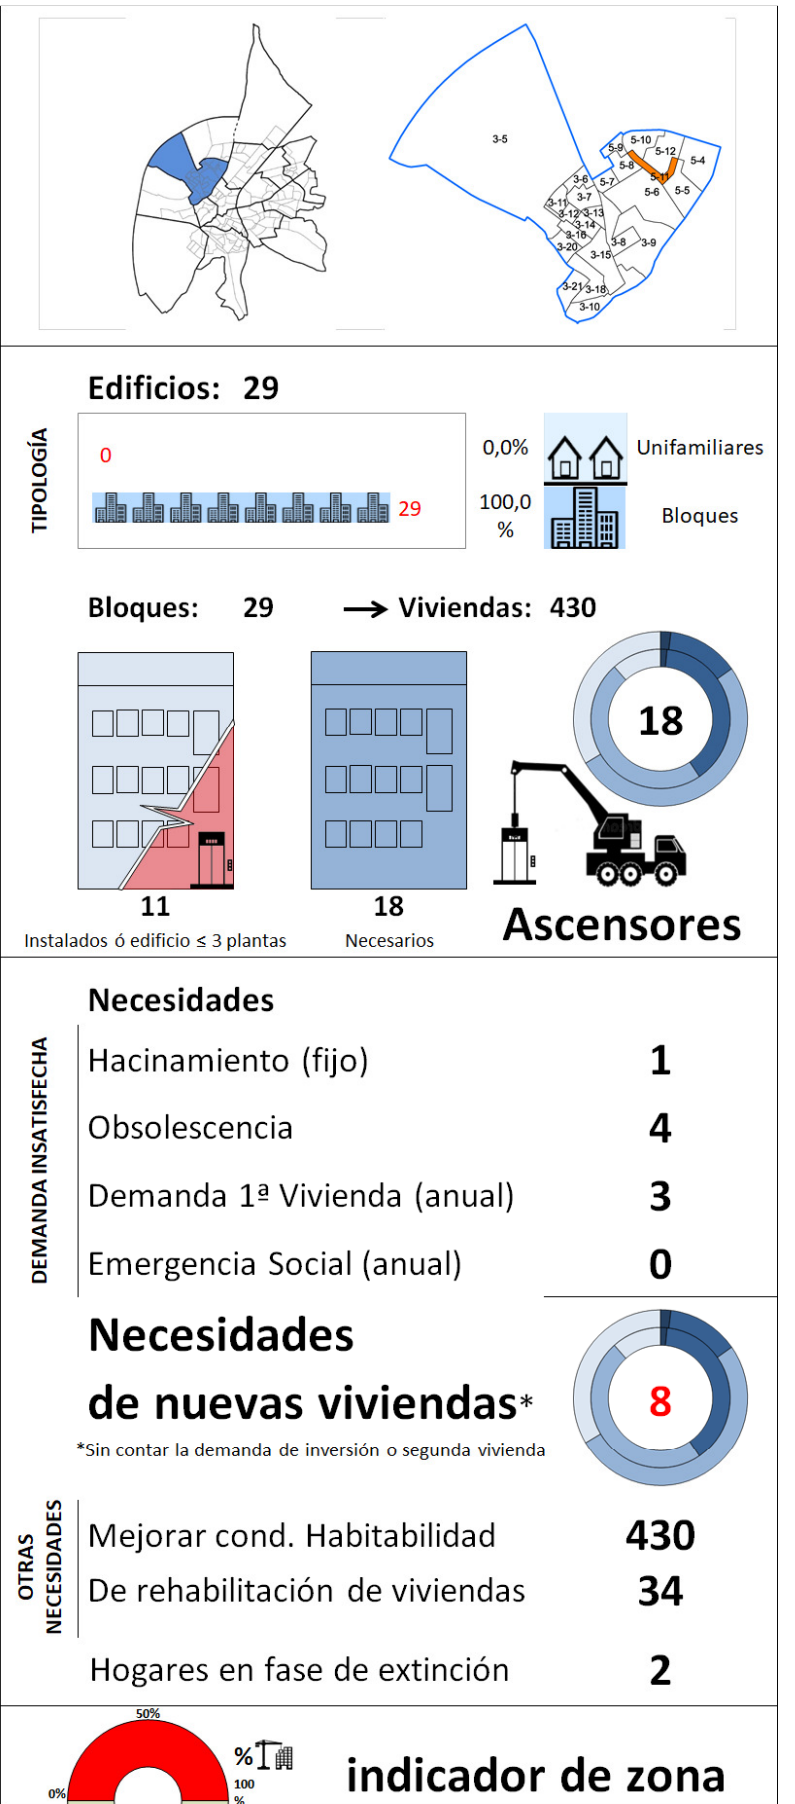 3-5
5-9
5-10
5-12
5-8
5-4
5-11
3-6
5-7
5-6
5-5
3-7
3-11
3-12
3-13
3-14
3-16
3-20
3-8
3-9
3-15
3-21
3-18
3-10
TIPOLOGÍA
Edificios: 29
0
29
0,0%
Unifamiliares
100,0
%
Bloques
Bloques: 29 Viviendas: 430
18
11
Instalados ó edificio ≤ 3 plantas
18
Necesarios
Ascensores
DEMANDA INSATISFECHA
Necesidades
Hacinamiento (fijo) 1
Obsolescencia 4
Demanda 1ª Vivienda (anual) 3
Emergencia Social (anual) 0
Necesidades
de nuevas viviendas* 8
*Sin contar la demanda de inversión o segunda vivienda
OTRAS
NECESIDADES
Mejorar cond. Habitabilidad 430
De rehabilitación de viviendas 34
Hogares en fase de extinción 2
50%
0%
100
%
%
indicador de zona